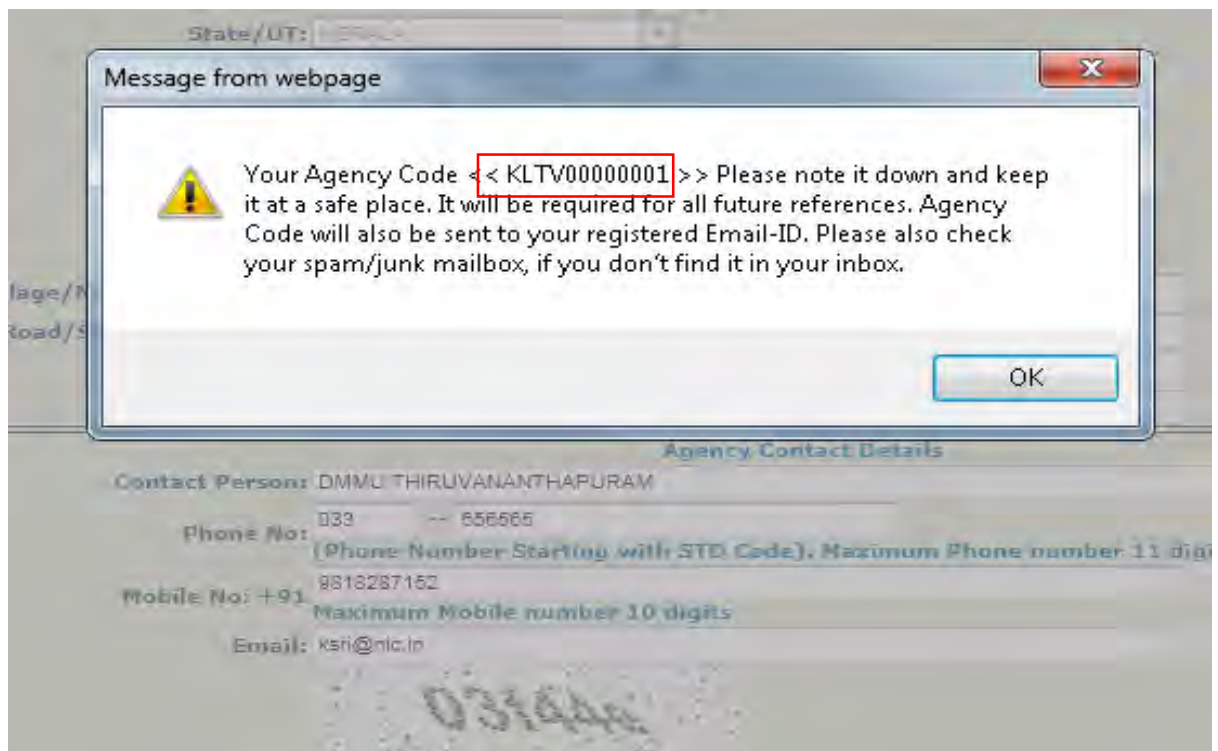 State/UT: KERALA
Message from webpage
Your Agency Code << KLTV00000001 >> Please note it down and keep
it at a safe place. It will be required for all future references. Agency
Code will also be sent to your registered Email-ID. Please also check
your spam/junk mailbox, if you don't find it in your inbox.
lage/
Road/S
OK
Agency Contact Details
Contact Person: DMMU THIRUVANANTHAPURAM
Phone No: 033 -- 656565
(Phone Number Starting with STD Code). Maximum Phone number 11 digi
Mobile No: +91 9818287152
Maximum Mobile number 10 digits
Email: ksri@nic.in